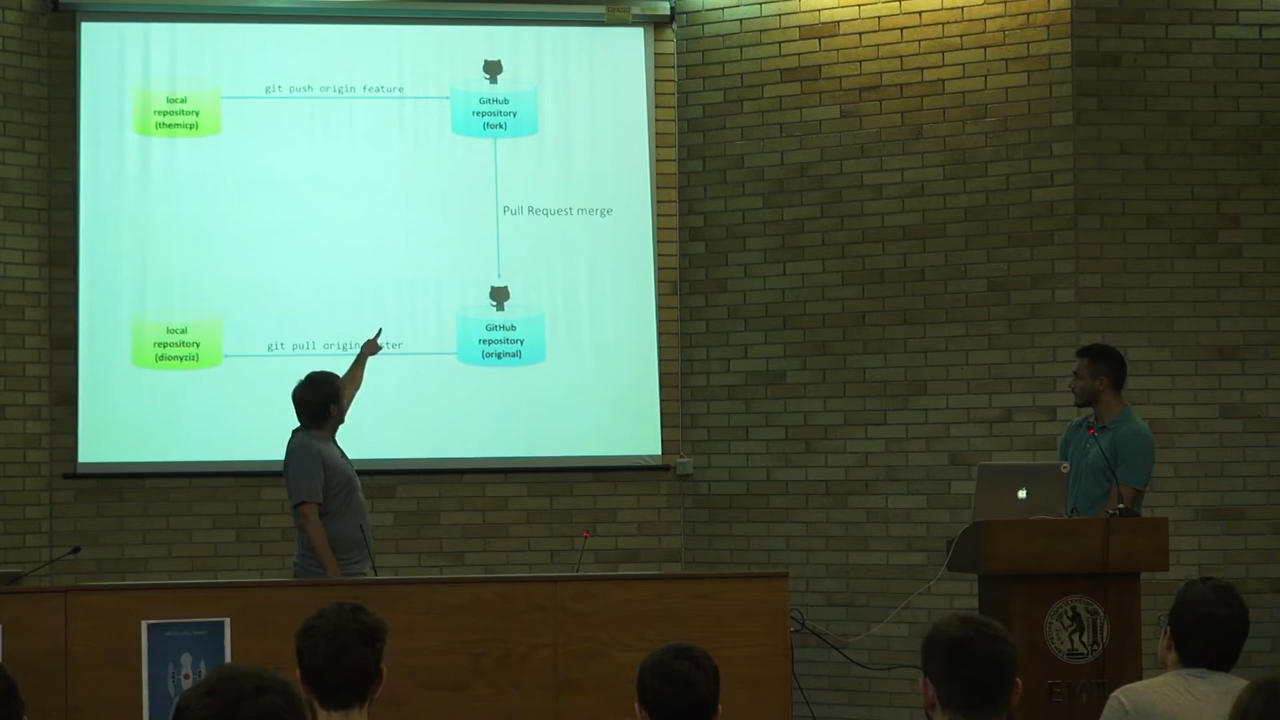 git push origin feature
local
repository
(themicp)
GitHub
repository
(fork)
Pull Request merge
local
repository
(dionyziz)
git pull origin
GitHub
repository
(original)